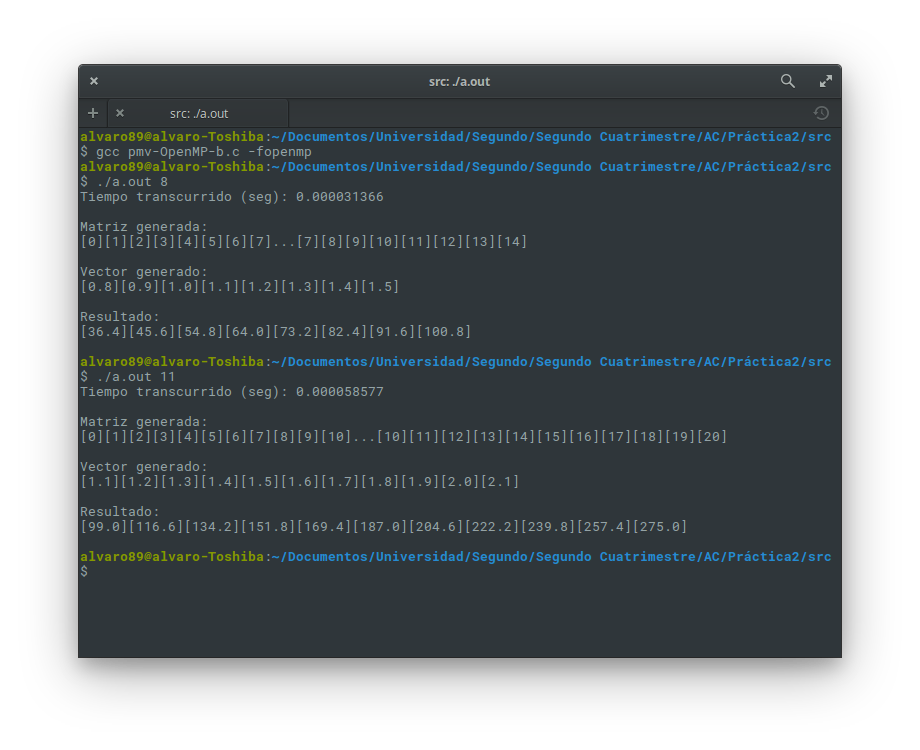 src: ./a.out
src: ./a.out
alvaro89@alvaro-Toshiba:~/Documentos/Universidad/Segundo/Segundo Cuatrimestre/AC/Práctica2/src
$ gcc pmv-OpenMP-b.c -fopenmp
alvaro89@alvaro-Toshiba:~/Documentos/Universidad/Segundo/Segundo Cuatrimestre/AC/Práctica2/src
$ ./a.out 8
Tiempo transcurrido (seg): 0.000031366
Matriz generada:
[0][1][2][3][4][5][6][7]...[7][8][9][10][11][12][13][14]
Vector generado:
[0.8][0.9][1.0][1.1][1.2][1.3][1.4][1.5]
Resultado:
[36.4][45.6][54.8][64.0][73.2][82.4][91.6][100.8]
alvaro89@alvaro-Toshiba:~/Documentos/Universidad/Segundo/Segundo Cuatrimestre/AC/Práctica2/src
$ ./a.out 11
Tiempo transcurrido (seg): 0.000058577
Matriz generada:
[0][1][2][3][4][5][6][7][8][9][10]...[10][11][12][13][14][15][16][17][18][19][20]
Vector generado:
[1.1][1.2][1.3][1.4][1.5][1.6][1.7][1.8][1.9][2.0][2.1]
Resultado:
[99.0][116.6][134.2][151.8][169.4][187.0][204.6][222.2][239.8][257.4][275.0]
alvaro89@alvaro-Toshiba:~/Documentos/Universidad/Segundo/Segundo Cuatrimestre/AC/Práctica2/src
$